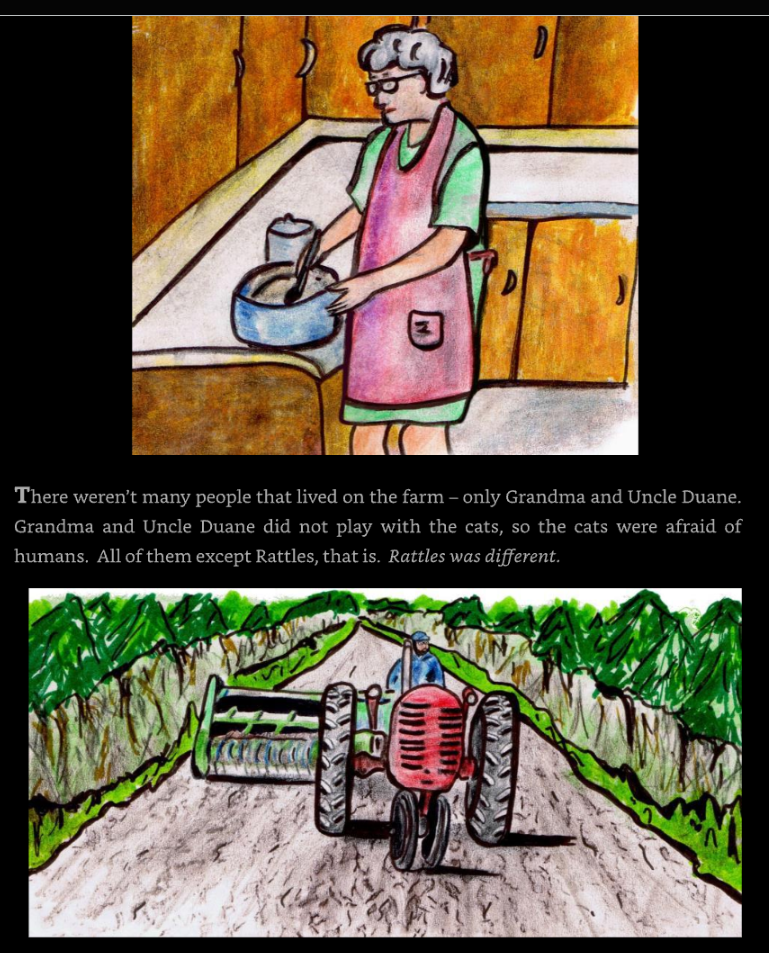 There weren't many people that lived on the farm – only Grandma and Uncle Duane.
Grandma and Uncle Duane did not play with the cats, so the cats were afraid of
humans. All of them except Rattles, that is. Rattles was different.